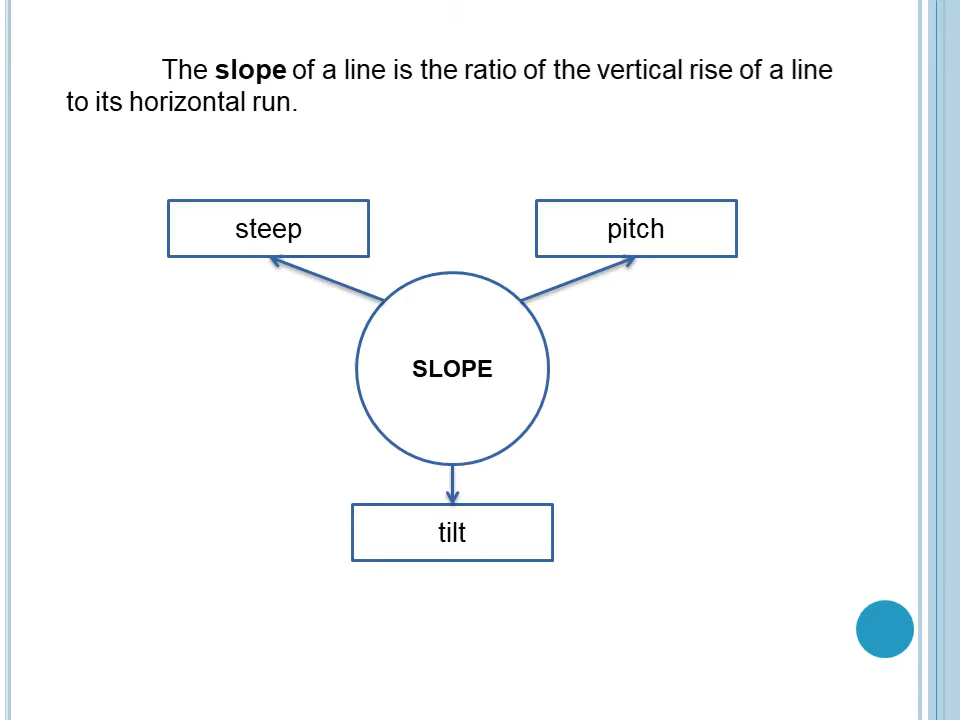 The slope of a line is the ratio of the vertical rise of a line
to its horizontal run.
steep
pitch
SLOPE
tilt